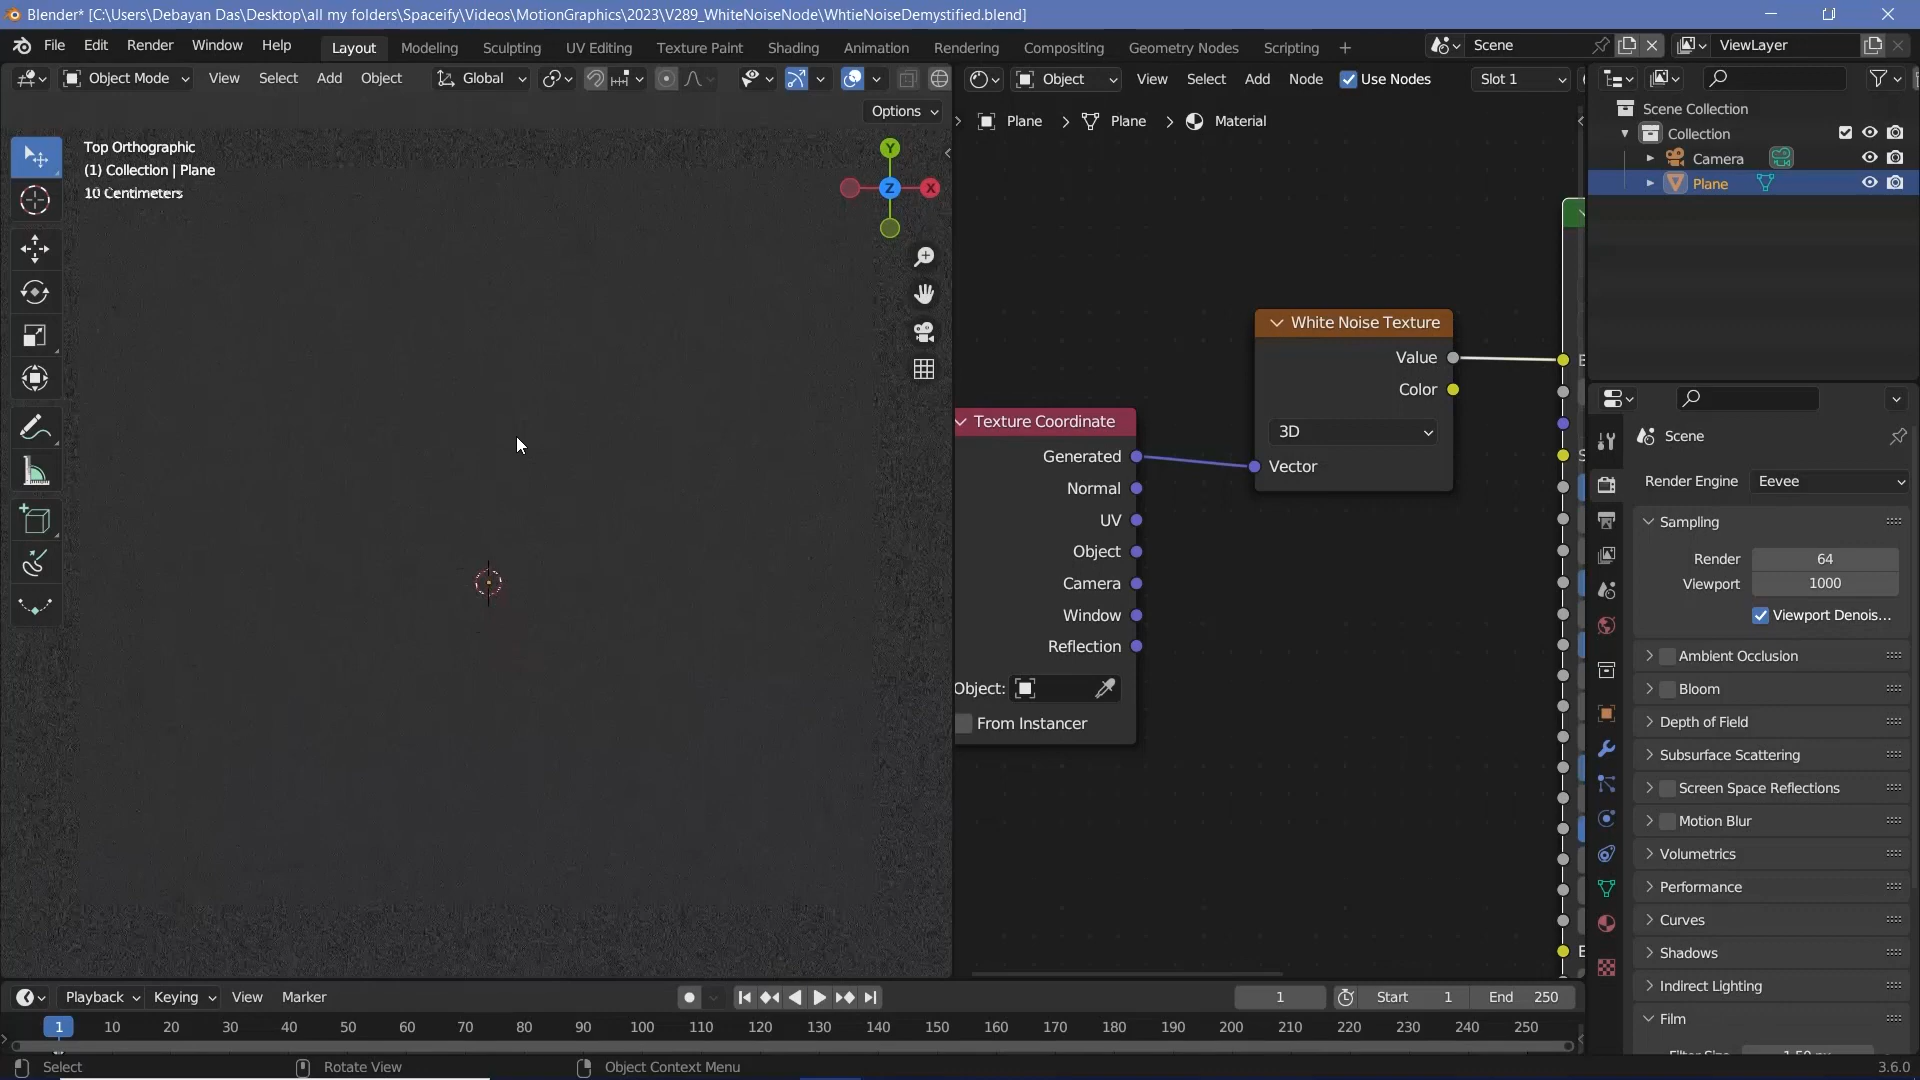 Blender* [C:\Users\Debayan Das\Desktop\all my folders\Spaceify\Videos\MotionGraphics\2023\V289_WhiteNoiseNode\WhtieNoiseDemystified.blend]
File Edit Render Window Help Layout Modeling Sculpting UV Editing Texture Paint Shading Animation Rendering Compositing Geometry Nodes Scripting + Scene ViewLayer
Object Mode View Select Add Object Global Object View Select Add Node Use Nodes Slot 1
Options
Plane > Plane > Material
Scene Collection
Collection
Camera
Plane
Top Orthographic
(1) Collection | Plane
10 Centimeters
Y
Z X
White Noise Texture
Value
Color
3D
Vector
Texture Coordinate
Generated
Normal
UV
Object
Camera
Window
Reflection
Object:
From Instancer
Scene
Render Engine Eevee
Sampling
Render 64
Viewport 1000
Viewport Denois...
Ambient Occlusion
Bloom
Depth of Field
Subsurface Scattering
Screen Space Reflections
Motion Blur
Volumetrics
Performance
Curves
Shadows
Indirect Lighting
Film
Playback Keying View Marker 1 Start 1 End 250
1 10 20 30 40 50 60 70 80 90 100 110 120 130 140 150 160 170 180 190 200 210 220 230 240 250
Select Rotate View Object Context Menu 3.6.0